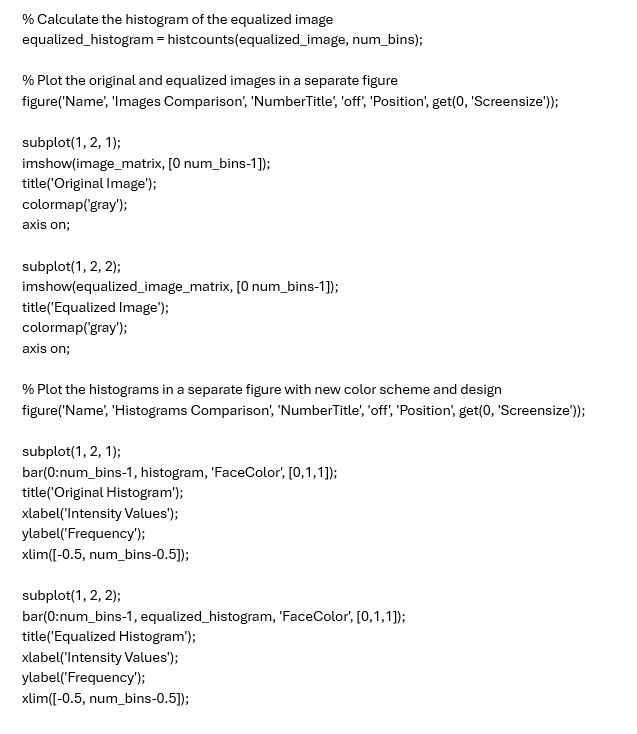 % Calculate the histogram of the equalized image
equalized_histogram = histcounts(equalized_image, num_bins);
% Plot the original and equalized images in a separate figure
figure('Name', 'Images Comparison', 'NumberTitle', 'off', 'Position', get(0, 'Screensize'));
subplot(1, 2, 1);
imshow(image_matrix, [0 num_bins-1]);
title('Original Image');
colormap('gray');
axis on;
subplot(1, 2, 2);
imshow(equalized_image_matrix, [0 num_bins-1]);
title('Equalized Image');
colormap('gray');
axis on;
% Plot the histograms in a separate figure with new color scheme and design
figure('Name', 'Histograms Comparison', 'NumberTitle', 'off', 'Position', get(0, 'Screensize'));
subplot(1, 2, 1);
bar(0:num_bins-1, histogram, 'FaceColor', [0,1,1]);
title('Original Histogram');
xlabel('Intensity Values');
ylabel('Frequency');
xlim([-0.5, num_bins-0.5]);
subplot(1, 2, 2);
bar(0:num_bins-1, equalized_histogram, 'FaceColor', [0,1,1]);
title('Equalized Histogram');
xlabel('Intensity Values');
ylabel('Frequency');
xlim([-0.5, num_bins-0.5]);